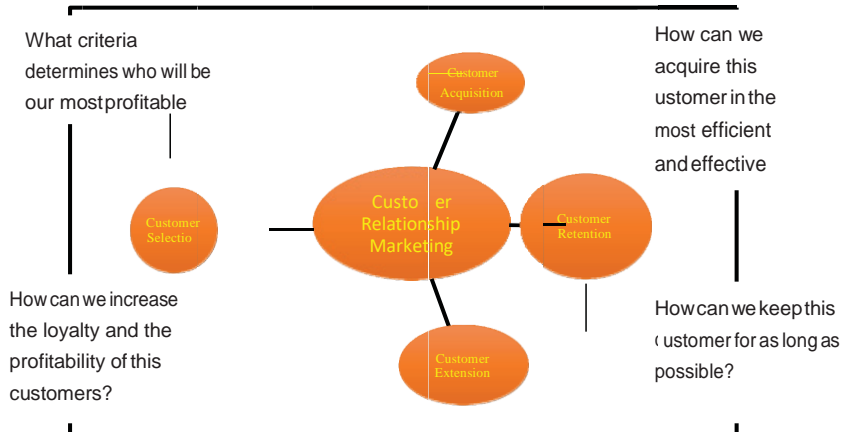 What criteria
determines who will be
our most profitable
How can we
acquire this
ustomer in the
most efficient
and effective
Customer
Acquisition
Customer
Selectio
Custo er
Relationship
Marketing
Customer
Retention
How can we increase
the loyalty and the
profitability of this
customers?
How can we keep this
customer for as long as
possible?
Customer
Extension